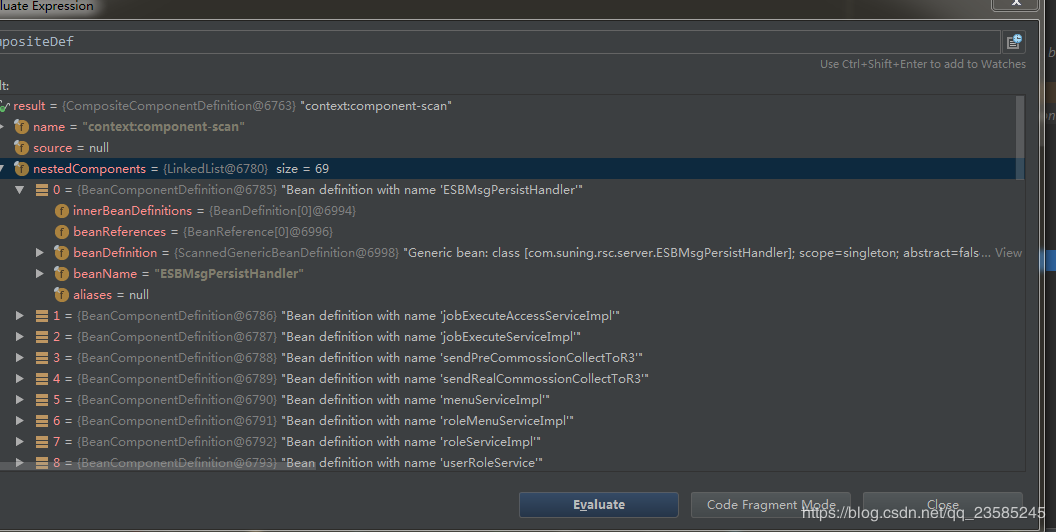 luate Expression
x
mpositeDef
Use Ctrl+Shift+Enter to add to Watches
lt:
result = {CompositeComponentDefinition@6763} "context:component-scan"
name = "context:component-scan"
source = null
nestedComponents = {LinkedList@6780} size = 69
0 = {BeanComponentDefinition@6785} "Bean definition with name 'ESBMsgPersistHandler'"
innerBeanDefinitions = {BeanDefinition[0]@6994}
beanReferences = {BeanReference[0]@6996}
beanDefinition = {ScannedGenericBeanDefinition@6998} "Generic bean: class [com.suning.rsc.server.ESBMsgPersistHandler]; scope=singleton; abstract=fals... View
beanName = "ESBMsgPersistHandler"
aliases = null
1 = {BeanComponentDefinition@6786} "Bean definition with name 'jobExecuteAccessServiceImpl'"
2 = {BeanComponentDefinition@6787} "Bean definition with name 'jobExecuteServiceImpl'"
3 = {BeanComponentDefinition@6788} "Bean definition with name 'sendPreCommossionCollectToR3'"
4 = {BeanComponentDefinition@6789} "Bean definition with name 'sendRealCommossionCollectToR3'"
5 = {BeanComponentDefinition@6790} "Bean definition with name 'menuServiceImpl'"
6 = {BeanComponentDefinition@6791} "Bean definition with name 'roleMenuServiceImpl'"
7 = {BeanComponentDefinition@6792} "Bean definition with name 'roleServiceImpl'"
8 = {BeanComponentDefinition@6793} "Bean definition with name 'userRoleService'"
Evaluate Code Fragment Mode Close
https://blog.csdn.net/qq_23585245